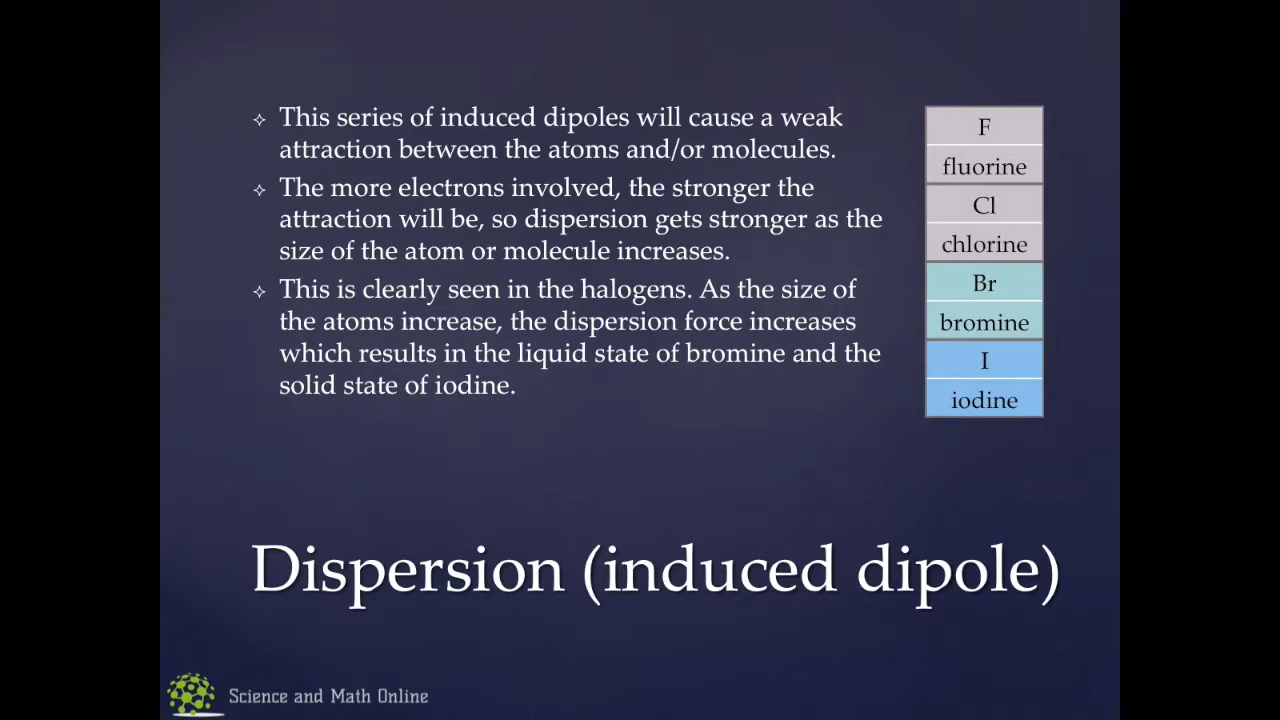 This series of induced dipoles will cause a weak
attraction between the atoms and/or molecules.
The more electrons involved, the stronger the
attraction will be, so dispersion gets stronger as the
size of the atom or molecule increases.
This is clearly seen in the halogens. As the size of
the atoms increase, the dispersion force increases
which results in the liquid state of bromine and the
solid state of iodine.
F
fluorine
Cl
chlorine
Br
bromine
I
iodine
Dispersion (induced dipole)
Science and Math Online